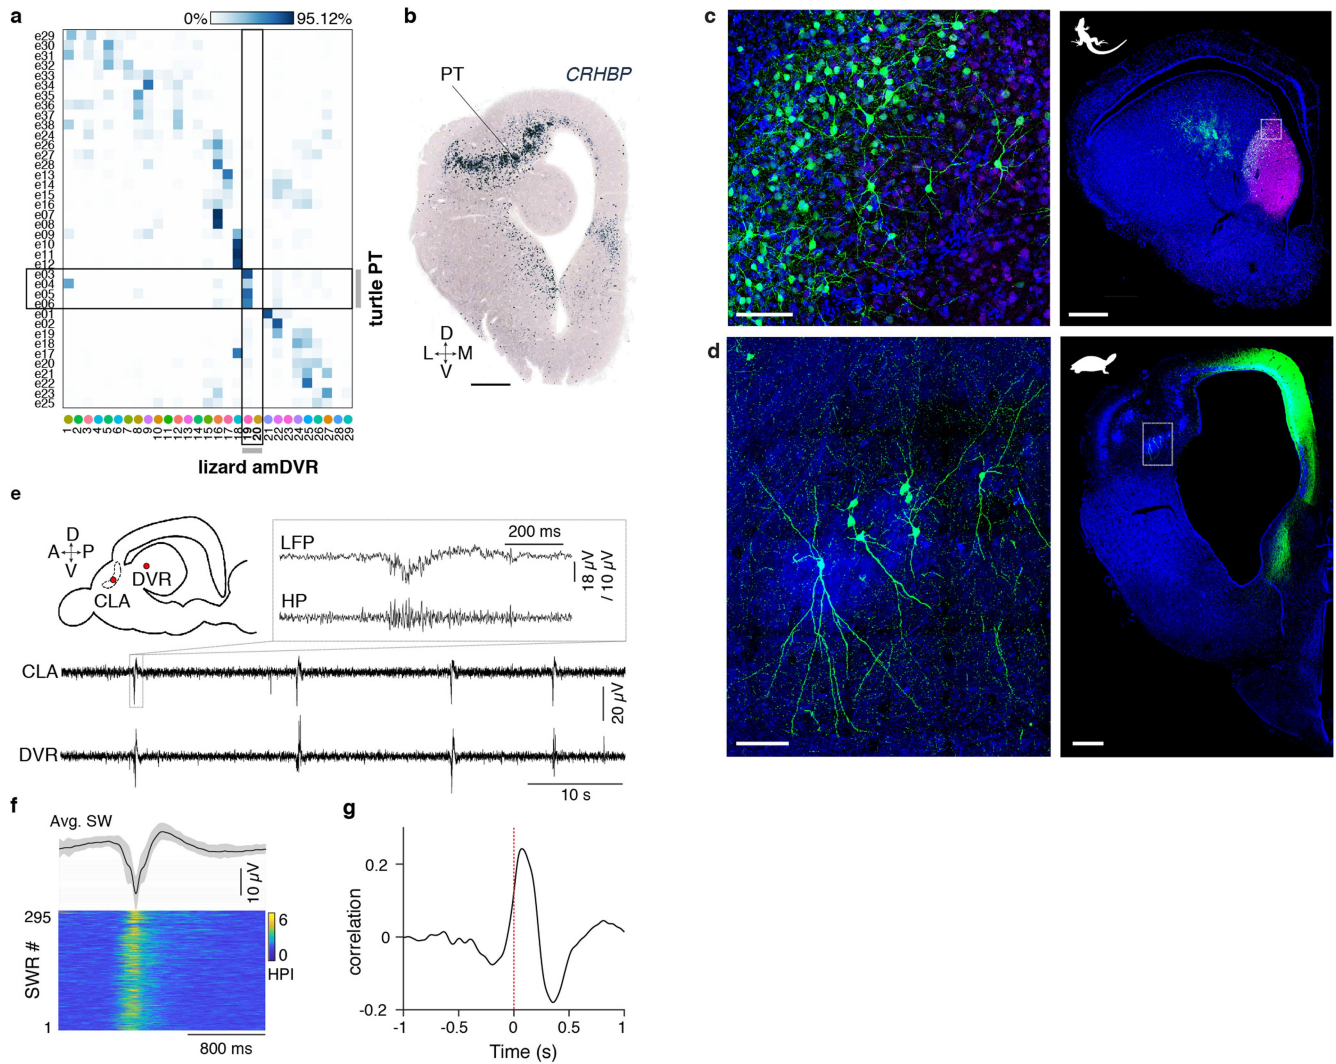 a
0%
95.12%
e29
e30
e31
e32
e33
e34
e35
e36
e37
e38
e24
e26
e27
e28
e13
e14
e15
e16
e07
e08
e09
e10
e11
e12
e03
e04
e05
e06
e01
e02
e19
e18
e17
e20
e21
e22
e23
e25
turtle PT
1 2 3 4 5 6 7 8 9 10 11 12 13 14 15 16 17 18 19 20 21 22 23 24 25 26 27 28 29
lizard amDVR
b
PT
CRHBP
D
L M
V
c
d
e
D
A P
V
DVR
CLA
LFP
200 ms
18 µV
/ 10 µV
HP
CLA
20 µV
DVR
10 s
f
Avg. SW
10 µV
295
SWR #
1
6
0
HPI
800 ms
g
0.2
correlation
0
-0.2
-1 -0.5 0 0.5 1
Time (s)